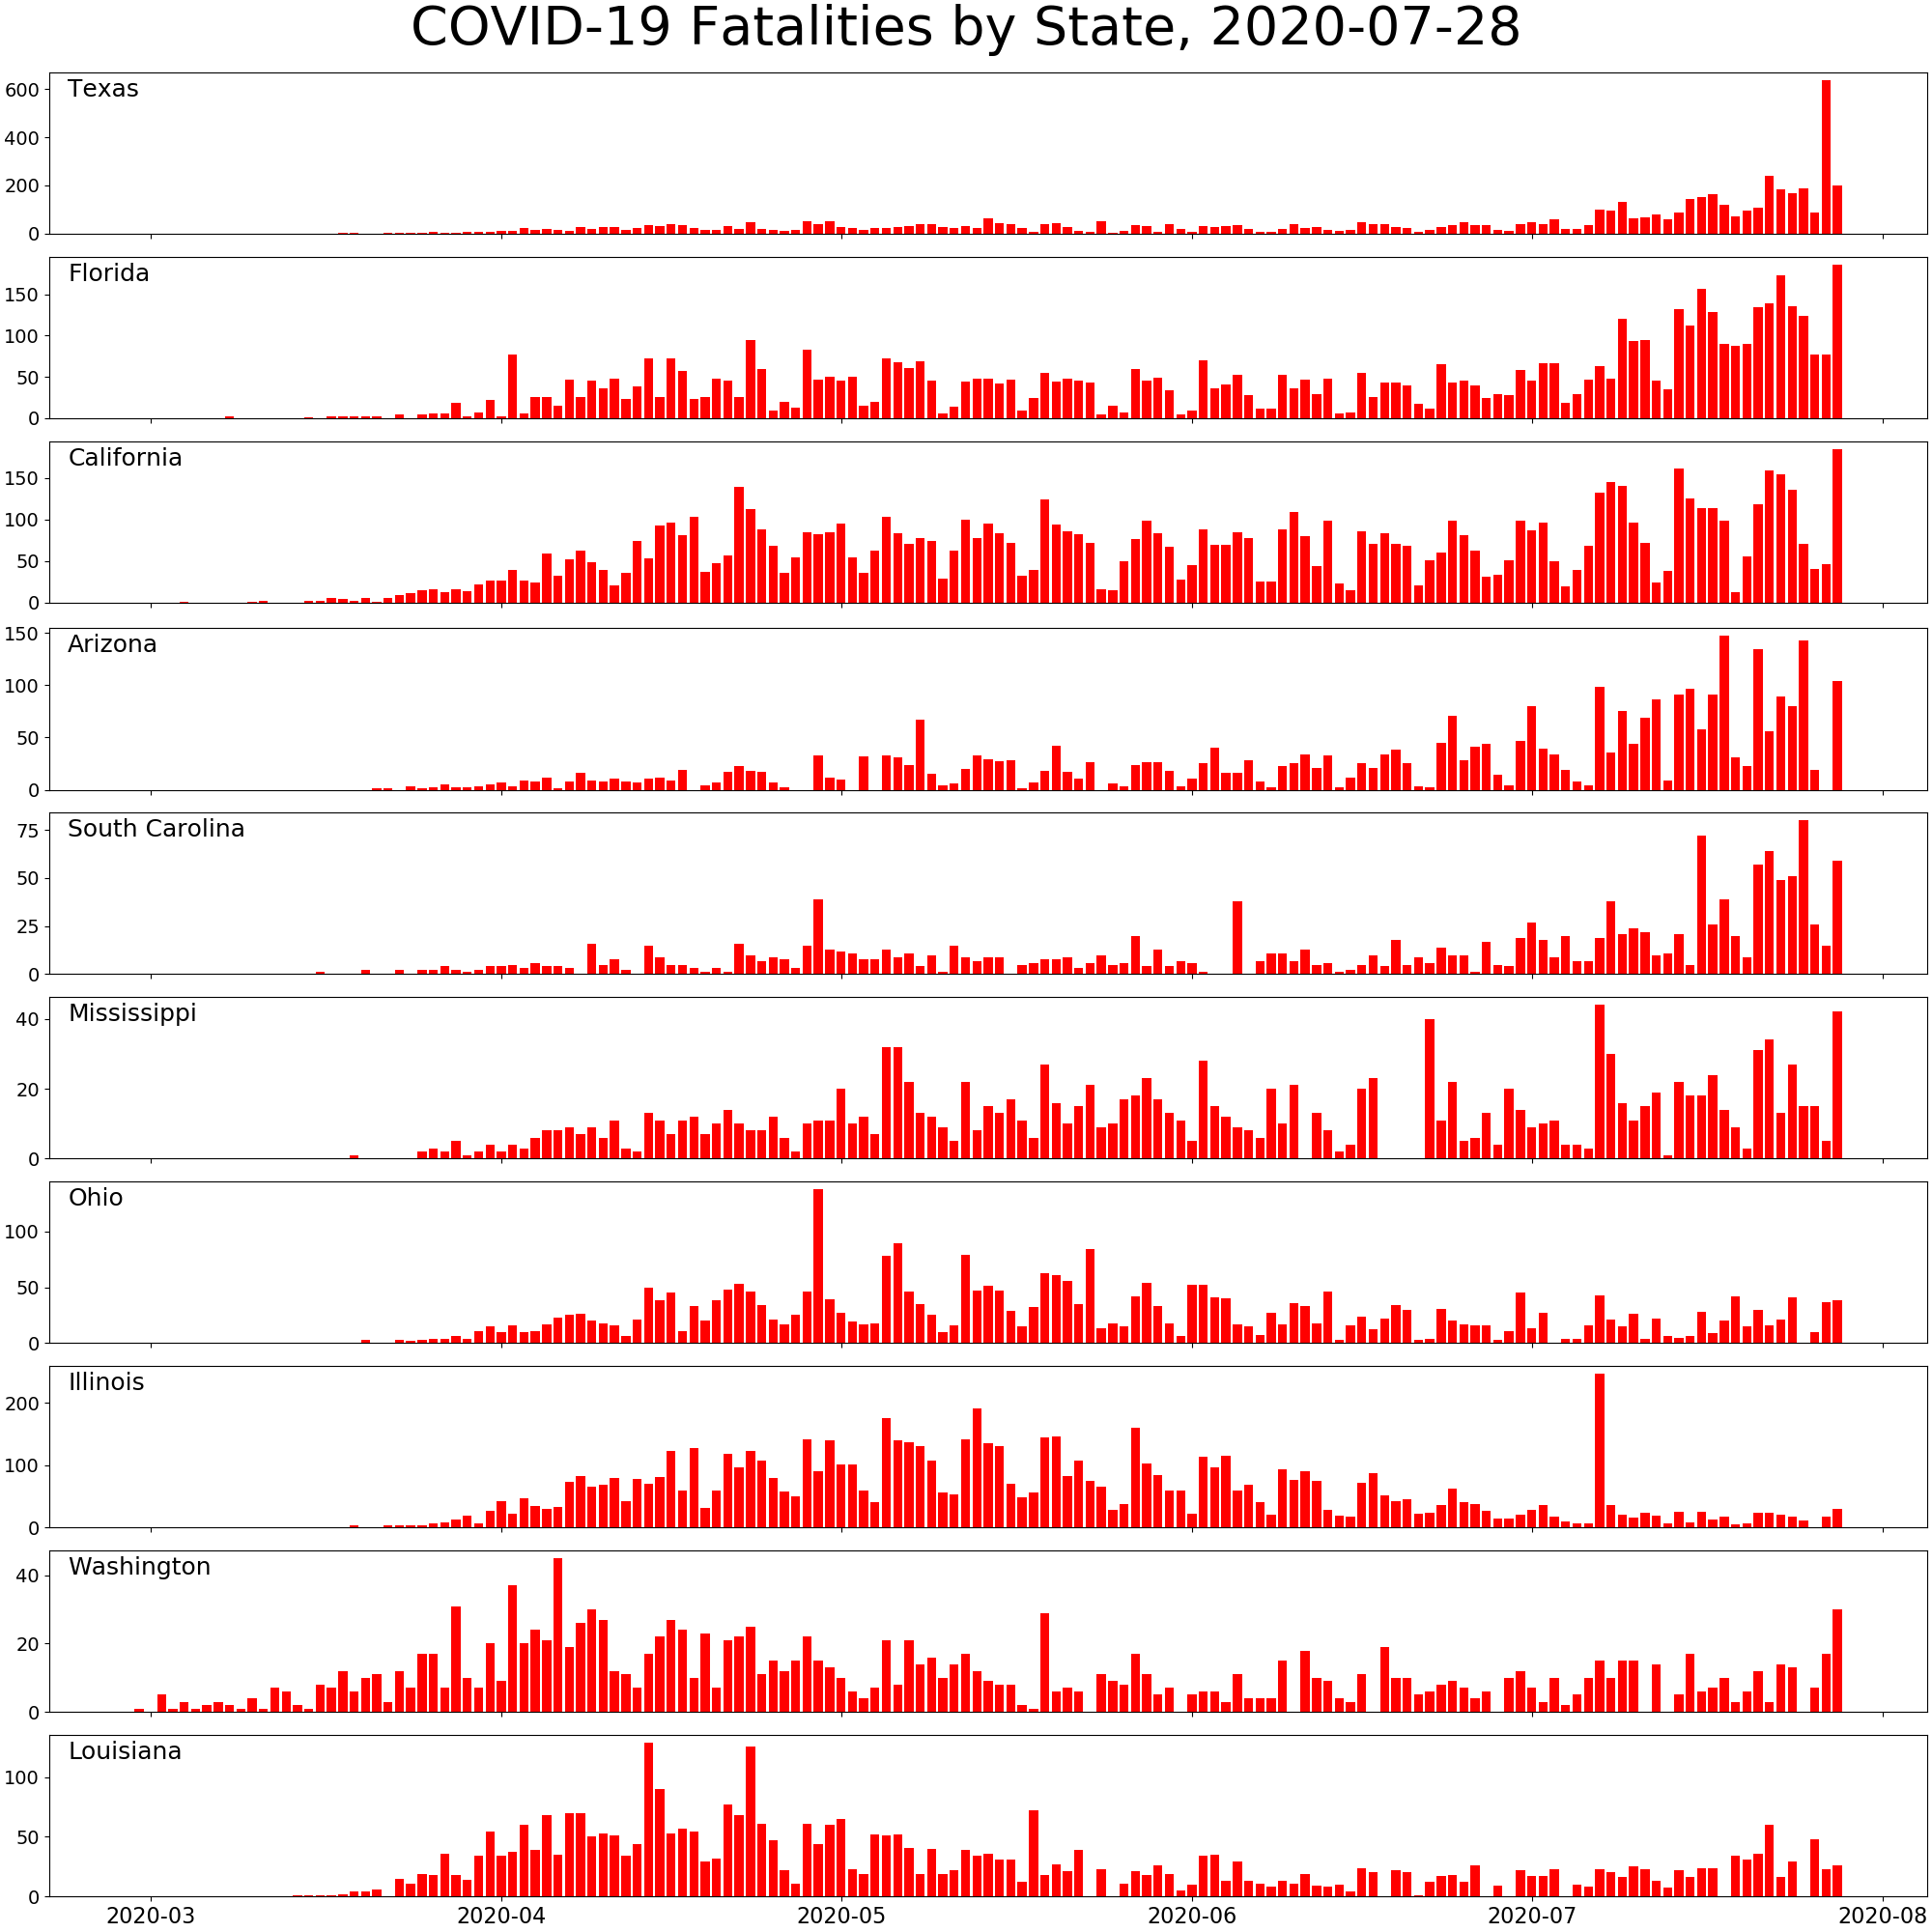 COVID-19 Fatalities by State, 2020-07-28
Texas
600
400
200
0
Florida
150
100
50
0
California
150
100
50
0
Arizona
150
100
50
0
South Carolina
75
50
25
0
Mississippi
40
20
0
Ohio
100
50
0
Illinois
200
100
0
Washington
40
20
0
Louisiana
100
50
0
2020-03 2020-04 2020-05 2020-06 2020-07 2020-08